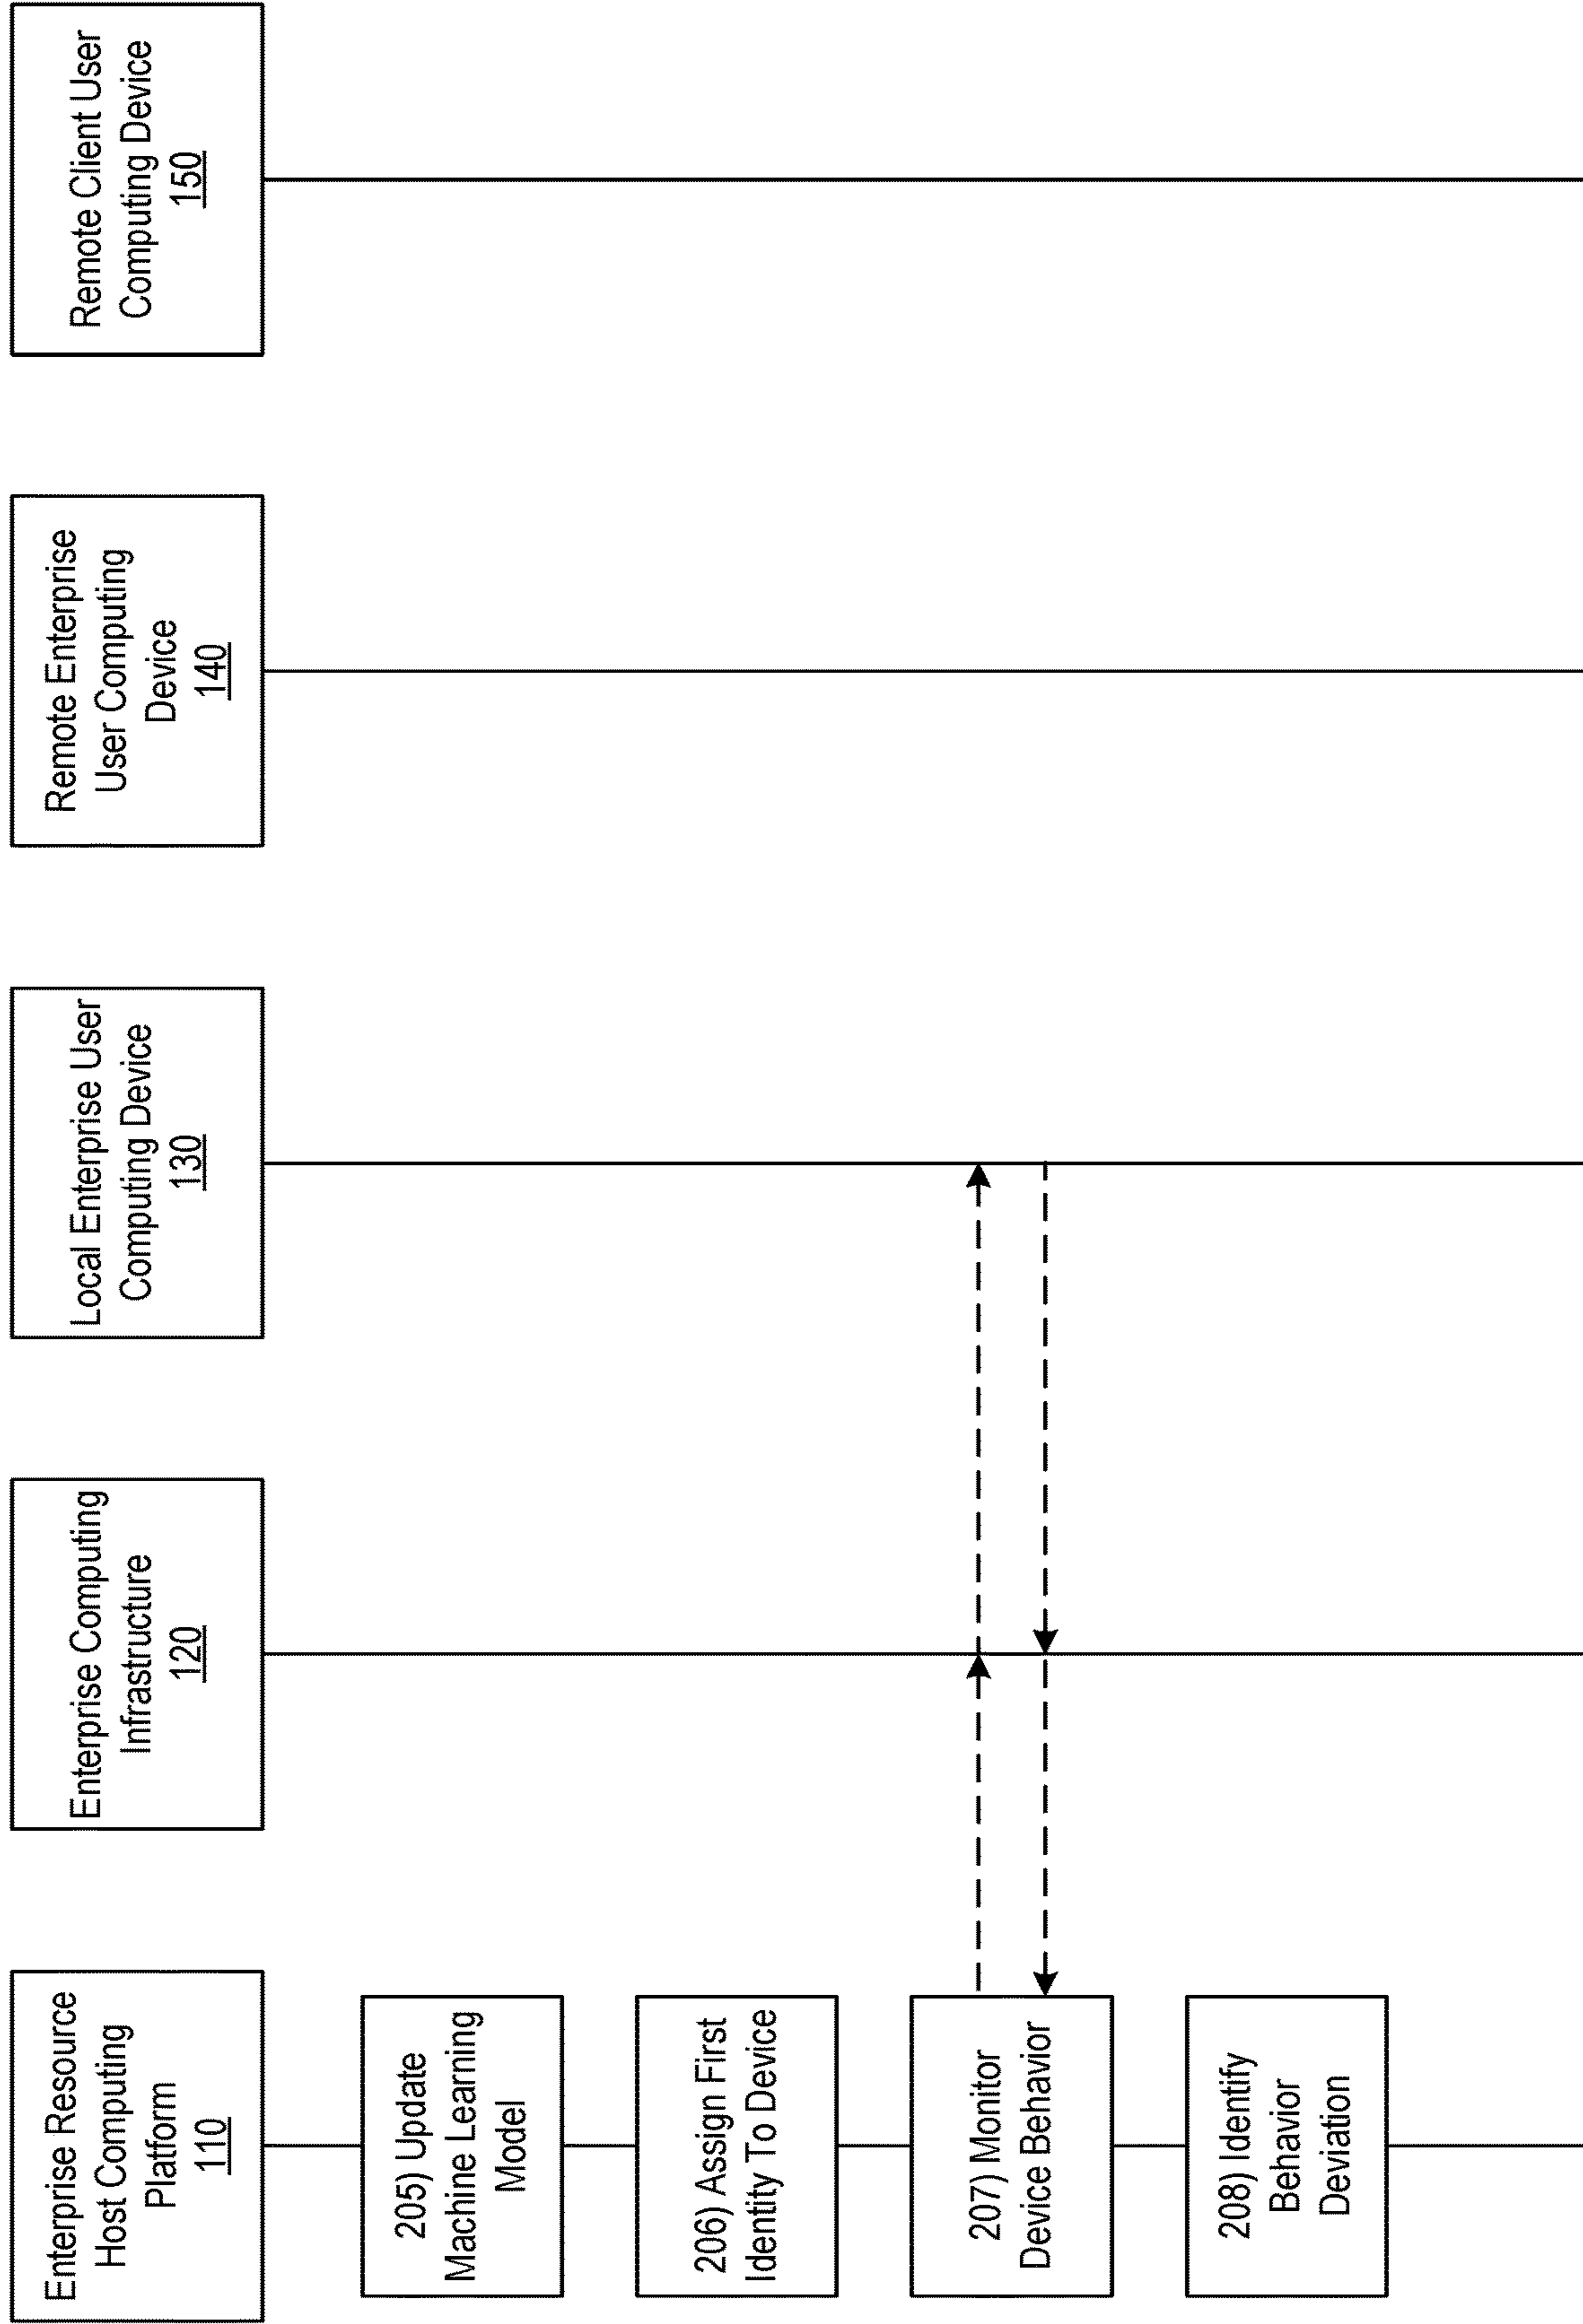 Enterprise Resource
Host Computing
Platform
110
Enterprise Computing
Infrastructure
120
Local Enterprise User
Computing Device
130
Remote Enterprise
User Computing
Device
140
Remote Client User
Computing Device
150
205) Update
Machine Learning
Model
206) Assign First
Identity To Device
207) Monitor
Device Behavior
208) Identify
Behavior
Deviation